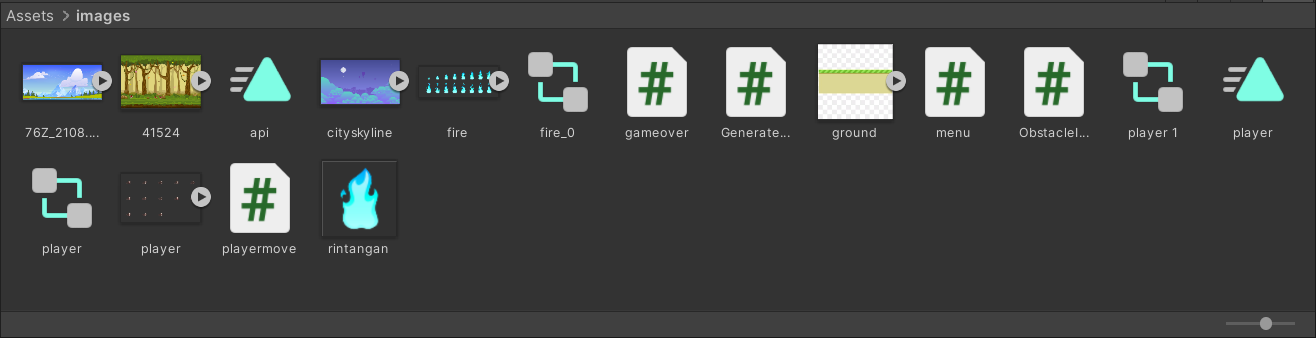 Assets > images
76Z_2108....
41524
api
cityskyline
fire
fire_0
gameover
Generate...
ground
menu
ObstacleI...
player 1
player
player
player
playermove
rintangan